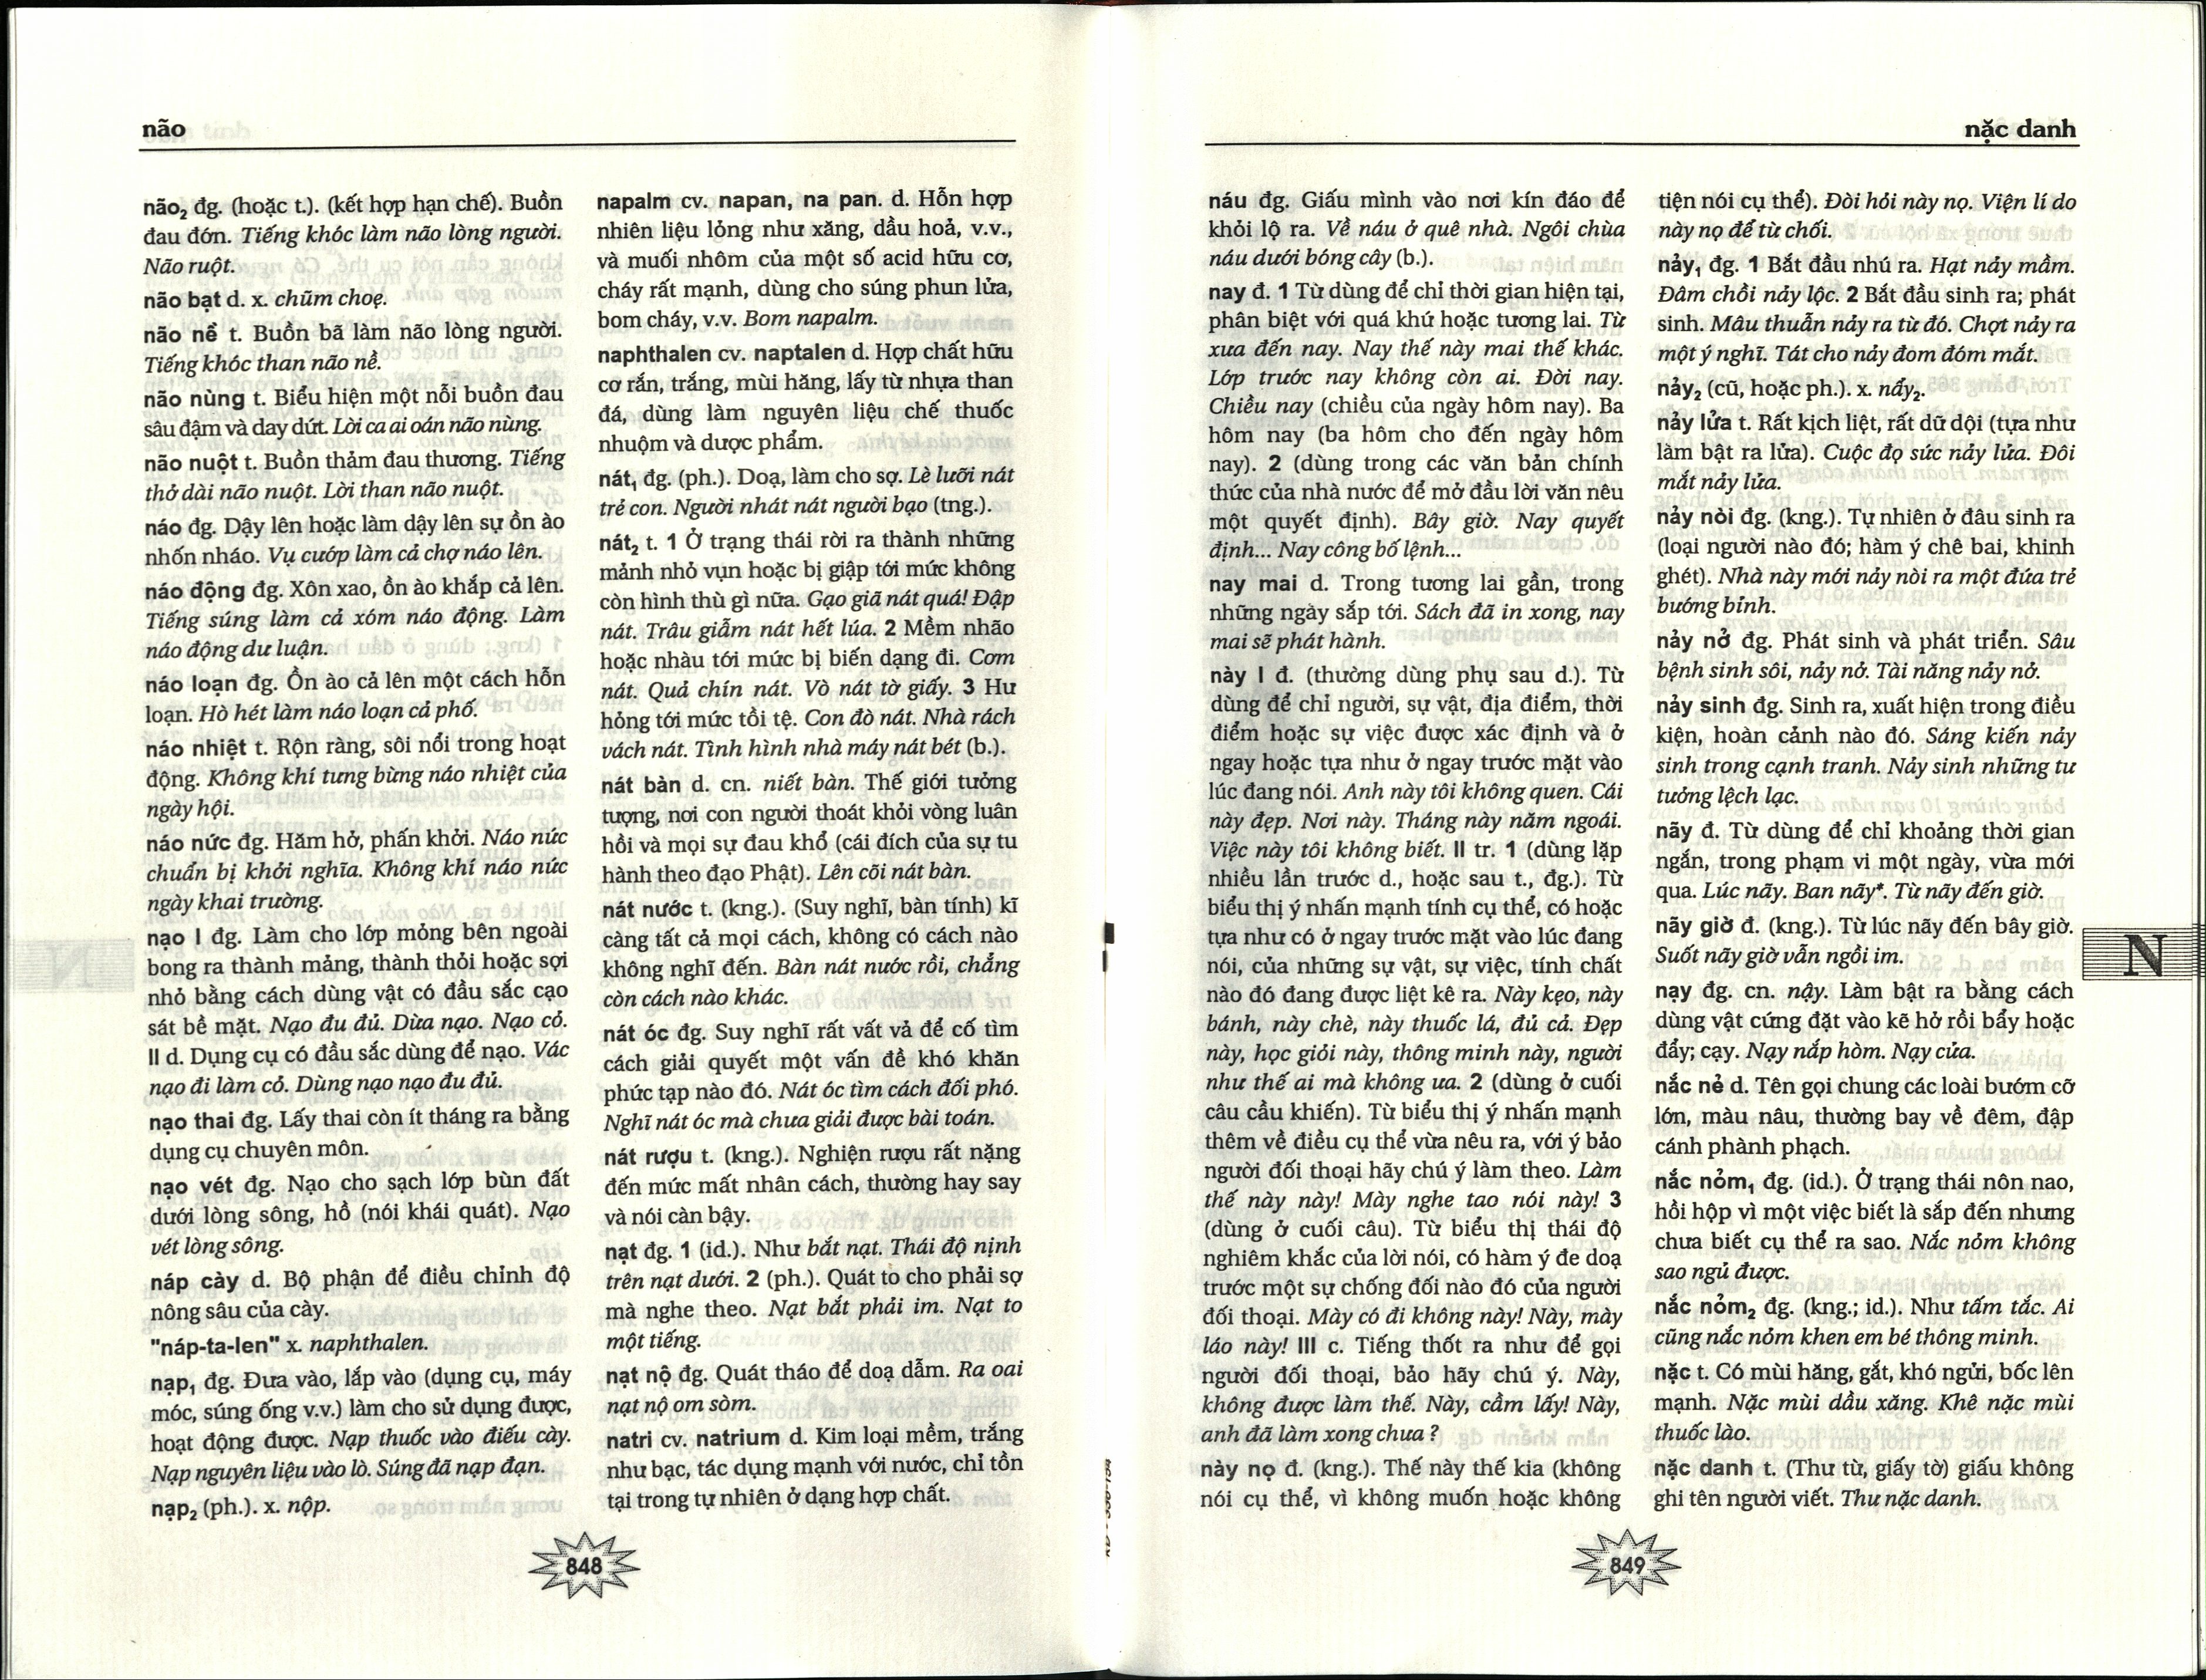 não
não₂ đg. (hoặc t.). (kết hợp hạn chế). Buồn
đau đớn. Tiếng khóc làm não lòng người.
Não ruột.
não bạt d. x. chũm choẹ.
não nề t. Buồn bã làm não lòng người.
Tiếng khóc than não nề.
não nùng t. Biểu hiện một nỗi buồn đau
sâu đậm và day dứt. Lời ca ai oán não nùng.
não nuột t. Buồn thảm đau thương. Tiếng
thở dài não nuột. Lời than não nuột.
náo đg. Dậy lên hoặc làm dậy lên sự ồn ào
nhốn nháo. Vụ cướp làm cả chợ náo lên.
náo động đg. Xôn xao, ồn ào khắp cả lên.
Tiếng súng làm cả xóm náo động. Làm
náo động dư luận.
náo loạn đg. Ồn ào cả lên một cách hỗn
loạn. Hò hét làm náo loạn cả phố.
náo nhiệt t. Rộn ràng, sôi nổi trong hoạt
động. Không khí tưng bừng náo nhiệt của
ngày hội.
náo nức đg. Hăm hở, phấn khởi. Náo nức
chuẩn bị khởi nghĩa. Không khí náo nức
ngày khai trường.
nạo I đg. Làm cho lớp mỏng bên ngoài
bong ra thành mảng, thành thỏi hoặc sợi
nhỏ bằng cách dùng vật có đầu sắc cạo
sát bề mặt. Nạo đu đủ. Dừa nạo. Nạo cỏ.
II d. Dụng cụ có đầu sắc dùng để nạo. Vác
nạo đi làm cỏ. Dùng nạo nạo đu đủ.
nạo thai đg. Lấy thai còn ít tháng ra bằng
dụng cụ chuyên môn.
nạo vét đg. Nạo cho sạch lớp bùn đất
dưới lòng sông, hồ (nói khái quát). Nạo
vét lòng sông.
náp cày d. Bộ phận để điều chỉnh độ
nông sâu của cày.
"náp-ta-len" x. naphthalen.
nạp₁ đg. Đưa vào, lắp vào (dụng cụ, máy
móc, súng ống v.v.) làm cho sử dụng được,
hoạt động được. Nạp thuốc vào điếu cày.
Nạp nguyên liệu vào lò. Súng đã nạp đạn.
nạp₂ (ph.). x. nộp.
napalm cv. napan, na pan. d. Hỗn hợp
nhiên liệu lỏng như xăng, dầu hoả, v.v.,
và muối nhôm của một số acid hữu cơ,
cháy rất mạnh, dùng cho súng phun lửa,
bom cháy, v.v. Bom napalm.
naphthalen cv. naptalen d. Hợp chất hữu
cơ rắn, trắng, mùi hăng, lấy từ nhựa than
đá, dùng làm nguyên liệu chế thuốc
nhuộm và dược phẩm.
nát₁ đg. (ph.). Doạ, làm cho sợ. Lè lưỡi nát
trẻ con. Người nhát nát người bạo (tng.).
nát₂ t. 1 Ở trạng thái rời ra thành những
mảnh nhỏ vụn hoặc bị giập tới mức không
còn hình thù gì nữa. Gạo giã nát quá! Đập
nát. Trâu giẫm nát hết lúa. 2 Mềm nhão
hoặc nhàu tới mức bị biến dạng đi. Cơm
nát. Quả chín nát. Vò nát tờ giấy. 3 Hư
hỏng tới mức tồi tệ. Con đò nát. Nhà rách
vách nát. Tình hình nhà máy nát bét (b.).
nát bàn d. cn. niết bàn. Thế giới tưởng
tượng, nơi con người thoát khỏi vòng luân
hồi và mọi sự đau khổ (cái đích của sự tu
hành theo đạo Phật). Lên cõi nát bàn.
nát nước t. (kng.). (Suy nghĩ, bàn tính) kĩ
càng tất cả mọi cách, không có cách nào
không nghĩ đến. Bàn nát nước rồi, chẳng
còn cách nào khác.
nát óc đg. Suy nghĩ rất vất vả để cố tìm
cách giải quyết một vấn đề khó khăn
phức tạp nào đó. Nát óc tìm cách đối phó.
Nghĩ nát óc mà chưa giải được bài toán.
nát rượu t. (kng.). Nghiện rượu rất nặng
đến mức mất nhân cách, thường hay say
và nói càn bậy.
nạt đg. 1 (id.). Như bắt nạt. Thái độ nịnh
trên nạt dưới. 2 (ph.). Quát to cho phải sợ
mà nghe theo. Nạt bắt phải im. Nạt to
một tiếng.
nạt nộ đg. Quát tháo để doạ dẫm. Ra oai
nạt nộ om sòm.
natri cv. natrium d. Kim loại mềm, trắng
như bạc, tác dụng mạnh với nước, chỉ tồn
tại trong tự nhiên ở dạng hợp chất.
848
nặc danh
náu đg. Giấu mình vào nơi kín đáo để
khỏi lộ ra. Về náu ở quê nhà. Ngôi chùa
náu dưới bóng cây (b.).
nay đ. 1 Từ dùng để chỉ thời gian hiện tại,
phân biệt với quá khứ hoặc tương lai. Từ
xưa đến nay. Nay thế này mai thế khác.
Lớp trước nay không còn ai. Đời nay.
Chiều nay (chiều của ngày hôm nay). Ba
hôm nay (ba hôm cho đến ngày hôm
nay). 2 (dùng trong các văn bản chính
thức của nhà nước để mở đầu lời văn nêu
một quyết định). Bây giờ. Nay quyết
định... Nay công bố lệnh...
nay mai d. Trong tương lai gần, trong
những ngày sắp tới. Sách đã in xong, nay
mai sẽ phát hành.
này I đ. (thường dùng phụ sau d.). Từ
dùng để chỉ người, sự vật, địa điểm, thời
điểm hoặc sự việc được xác định và ở
ngay hoặc tựa như ở ngay trước mặt vào
lúc đang nói. Anh này tôi không quen. Cái
này đẹp. Nơi này. Tháng này năm ngoái.
Việc này tôi không biết. II tr. 1 (dùng lặp
nhiều lần trước d., hoặc sau t., đg.). Từ
biểu thị ý nhấn mạnh tính cụ thể, có hoặc
tựa như có ở ngay trước mặt vào lúc đang
nói, của những sự vật, sự việc, tính chất
nào đó đang được liệt kê ra. Này kẹo, này
bánh, này chè, này thuốc lá, đủ cả. Đẹp
này, học giỏi này, thông minh này, người
như thế ai mà không ưa. 2 (dùng ở cuối
câu cầu khiến). Từ biểu thị ý nhấn mạnh
thêm về điều cụ thể vừa nêu ra, với ý bảo
người đối thoại hãy chú ý làm theo. Làm
thế này này! Mày nghe tao nói này! 3
(dùng ở cuối câu). Từ biểu thị thái độ
nghiêm khắc của lời nói, có hàm ý đe doạ
trước một sự chống đối nào đó của người
đối thoại. Mày có đi không này! Này, mày
láo này! III c. Tiếng thốt ra như để gọi
người đối thoại, bảo hãy chú ý. Này,
không được làm thế. Này, cầm lấy! Này,
anh đã làm xong chưa ?
này nọ đ. (kng.). Thế này thế kia (không
nói cụ thể, vì không muốn hoặc không
tiện nói cụ thể). Đòi hỏi này nọ. Viện lí do
này nọ để từ chối.
nảy₁ đg. 1 Bắt đầu nhú ra. Hạt nảy mầm.
Đâm chồi nảy lộc. 2 Bắt đầu sinh ra; phát
sinh. Mâu thuẫn nảy ra từ đó. Chợt nảy ra
một ý nghĩ. Tát cho nảy đom đóm mắt.
nảy₂ (cũ, hoặc ph.). x. nẩy₂.
nảy lửa t. Rất kịch liệt, rất dữ dội (tựa như
làm bật ra lửa). Cuộc đọ sức nảy lửa. Đôi
mắt nảy lửa.
nảy nòi đg. (kng.). Tự nhiên ở đâu sinh ra
(loại người nào đó; hàm ý chê bai, khinh
ghét). Nhà này mới nảy nòi ra một đứa trẻ
bướng bỉnh.
nảy nở đg. Phát sinh và phát triển. Sâu
bệnh sinh sôi, nảy nở. Tài năng nảy nở.
nảy sinh đg. Sinh ra, xuất hiện trong điều
kiện, hoàn cảnh nào đó. Sáng kiến nảy
sinh trong cạnh tranh. Nảy sinh những tư
tưởng lệch lạc.
nãy đ. Từ dùng để chỉ khoảng thời gian
ngắn, trong phạm vi một ngày, vừa mới
qua. Lúc nãy. Ban nãy*. Từ nãy đến giờ.
nãy giờ đ. (kng.). Từ lúc nãy đến bây giờ.
Suốt nãy giờ vẫn ngồi im.
nạy đg. cn. nậy. Làm bật ra bằng cách
dùng vật cứng đặt vào kẽ hở rồi bẩy hoặc
đẩy; cạy. Nạy nắp hòm. Nạy cửa.
nắc nẻ d. Tên gọi chung các loài bướm cỡ
lớn, màu nâu, thường bay về đêm, đập
cánh phành phạch.
nắc nỏm₁ đg. (id.). Ở trạng thái nôn nao,
hồi hộp vì một việc biết là sắp đến nhưng
chưa biết cụ thể ra sao. Nắc nỏm không
sao ngủ được.
nắc nỏm₂ đg. (kng.; id.). Như tấm tắc. Ai
cũng nắc nỏm khen em bé thông minh.
nặc t. Có mùi hăng, gắt, khó ngửi, bốc lên
mạnh. Nặc mùi dầu xăng. Khê nặc mùi
thuốc lào.
nặc danh t. (Thư từ, giấy tờ) giấu không
ghi tên người viết. Thư nặc danh.
N
849